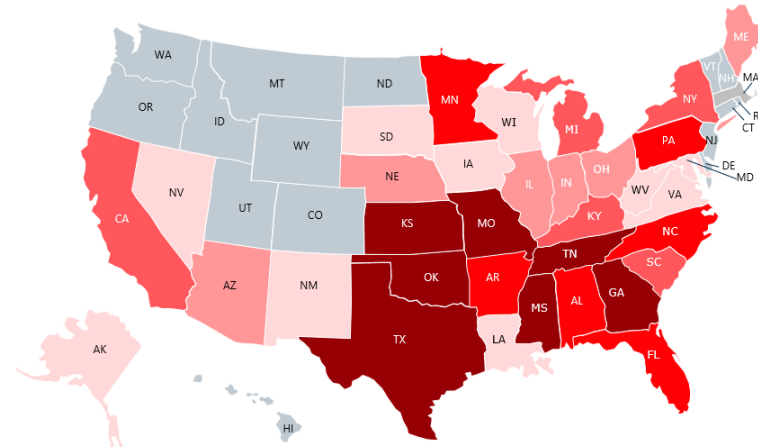 ME
WA
VT
NH
MT
ND
MA
MN
OR
NY
R
ID
WI
CT
SD
MI
WY
PA
NJ
IA
DE
NE
OH
MD
IL
IN
NV
WV
VA
UT
CO
CA
KS
MO
KY
NC
TN
SC
OK
AR
AZ
NM
GA
MS
AL
TX
LA
AK
FL
HI